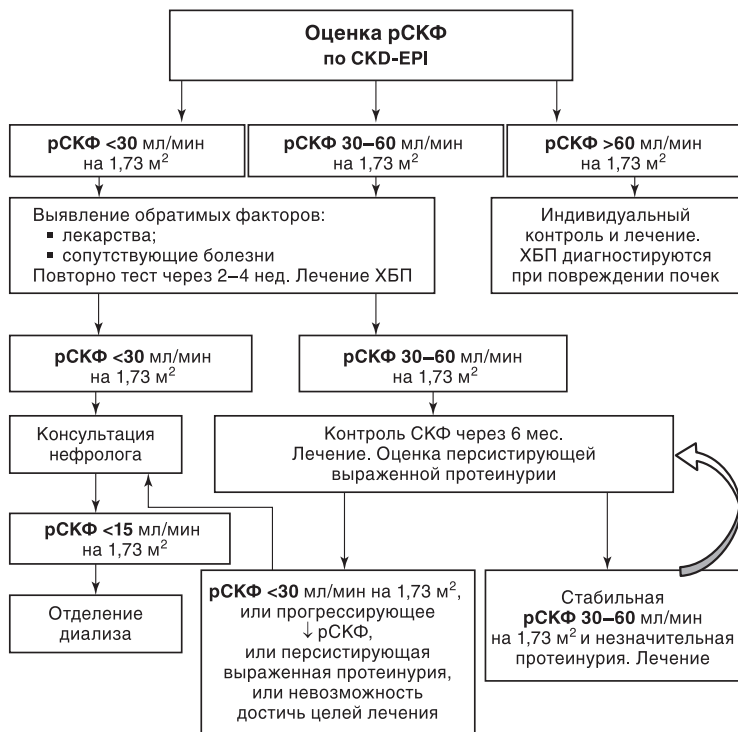 Оценка рСКФ
по CKD-EPI
рСКФ <30 мл/мин
на 1,73 м²
рСКФ 30–60 мл/мин
на 1,73 м²
рСКФ >60 мл/мин
на 1,73 м²
Выявление обратимых факторов:
▪ лекарства;
▪ сопутствующие болезни
Повторно тест через 2–4 нед. Лечение ХБП
Индивидуальный
контроль и лечение.
ХБП диагностируются
при повреждении почек
рСКФ <30 мл/мин
на 1,73 м²
рСКФ 30–60 мл/мин
на 1,73 м²
Консультация
нефролога
Контроль СКФ через 6 мес.
Лечение. Оценка персистирующей
выраженной протеинурии
рСКФ <15 мл/мин
на 1,73 м²
Отделение
диализа
рСКФ <30 мл/мин на 1,73 м²,
или прогрессирующее
↓ рСКФ,
или персистирующая
выраженная протеинурия,
или невозможность
достичь целей лечения
Стабильная
рСКФ 30–60 мл/мин
на 1,73 м² и незначительная
протеинурия. Лечение